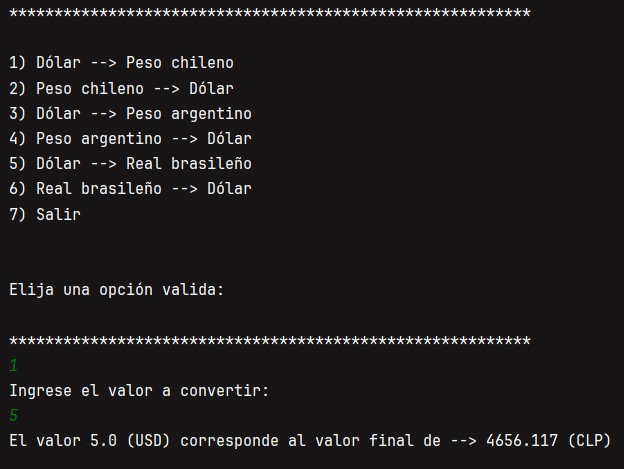 **********************************************************
1) Dólar --> Peso chileno
2) Peso chileno --> Dólar
3) Dólar --> Peso argentino
4) Peso argentino --> Dólar
5) Dólar --> Real brasileño
6) Real brasileño --> Dólar
7) Salir
Elija una opción valida:
**********************************************************
1
Ingrese el valor a convertir:
5
El valor 5.0 (USD) corresponde al valor final de --> 4656.117 (CLP)